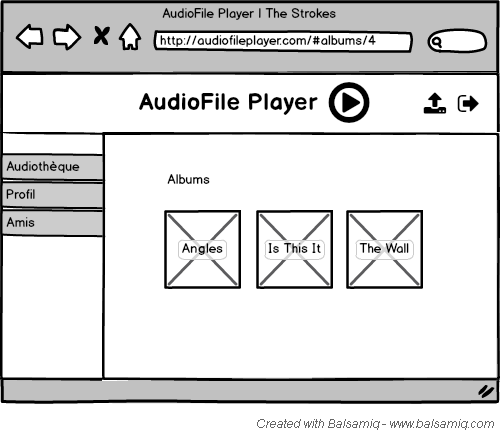 AudioFile Player | The Strokes
http://audiofileplayer.com/#albums/4
AudioFile Player
Audiothèque
Profil
Amis
Albums
Angles
Is This It
The Wall
Created with Balsamiq - www.balsamiq.com